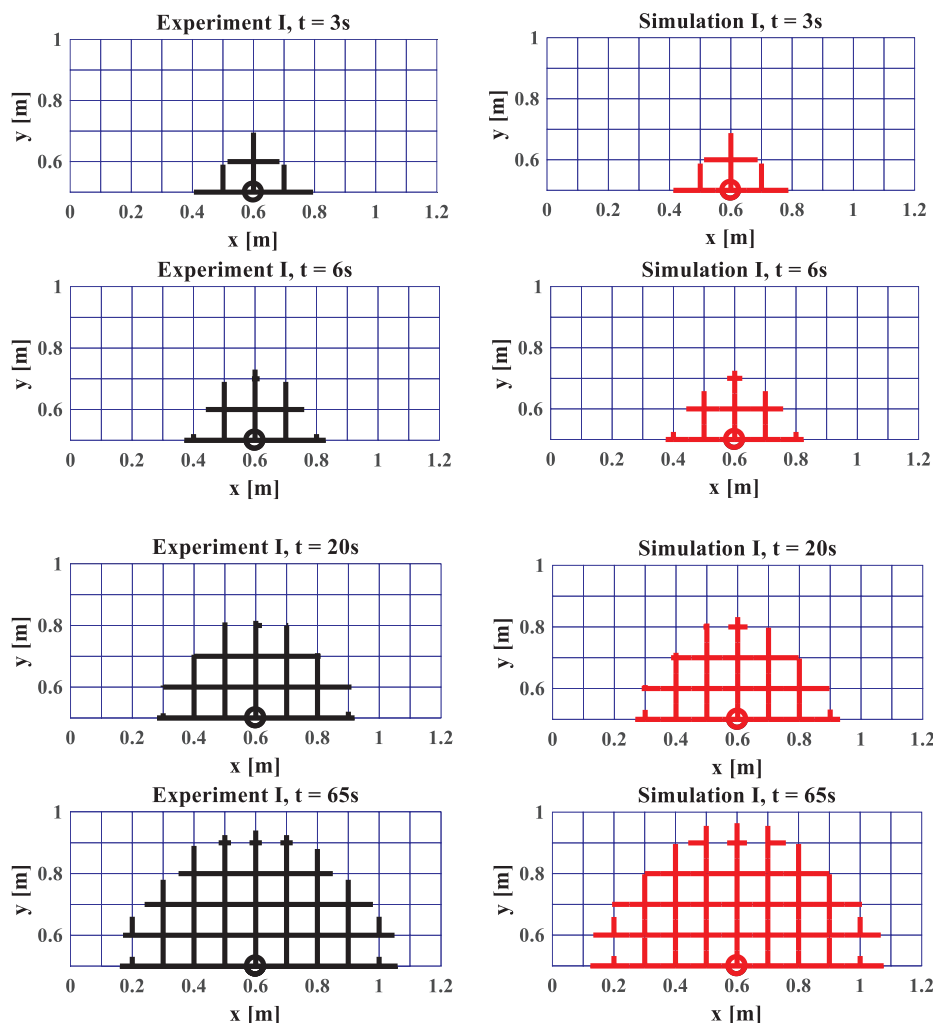 Experiment I, t = 3s
1
0.8
0.6
y [m]
0 0.2 0.4 0.6 0.8 1 1.2
x [m]
Simulation I, t = 3s
1
0.8
0.6
y [m]
0 0.2 0.4 0.6 0.8 1 1.2
x [m]
Experiment I, t = 6s
1
0.8
0.6
y [m]
0 0.2 0.4 0.6 0.8 1 1.2
x [m]
Simulation I, t = 6s
1
0.8
0.6
y [m]
0 0.2 0.4 0.6 0.8 1 1.2
x [m]
Experiment I, t = 20s
1
0.8
0.6
y [m]
0 0.2 0.4 0.6 0.8 1 1.2
x [m]
Simulation I, t = 20s
1
0.8
0.6
y [m]
0 0.2 0.4 0.6 0.8 1 1.2
x [m]
Experiment I, t = 65s
1
0.8
0.6
y [m]
0 0.2 0.4 0.6 0.8 1 1.2
x [m]
Simulation I, t = 65s
1
0.8
0.6
y [m]
0 0.2 0.4 0.6 0.8 1 1.2
x [m]